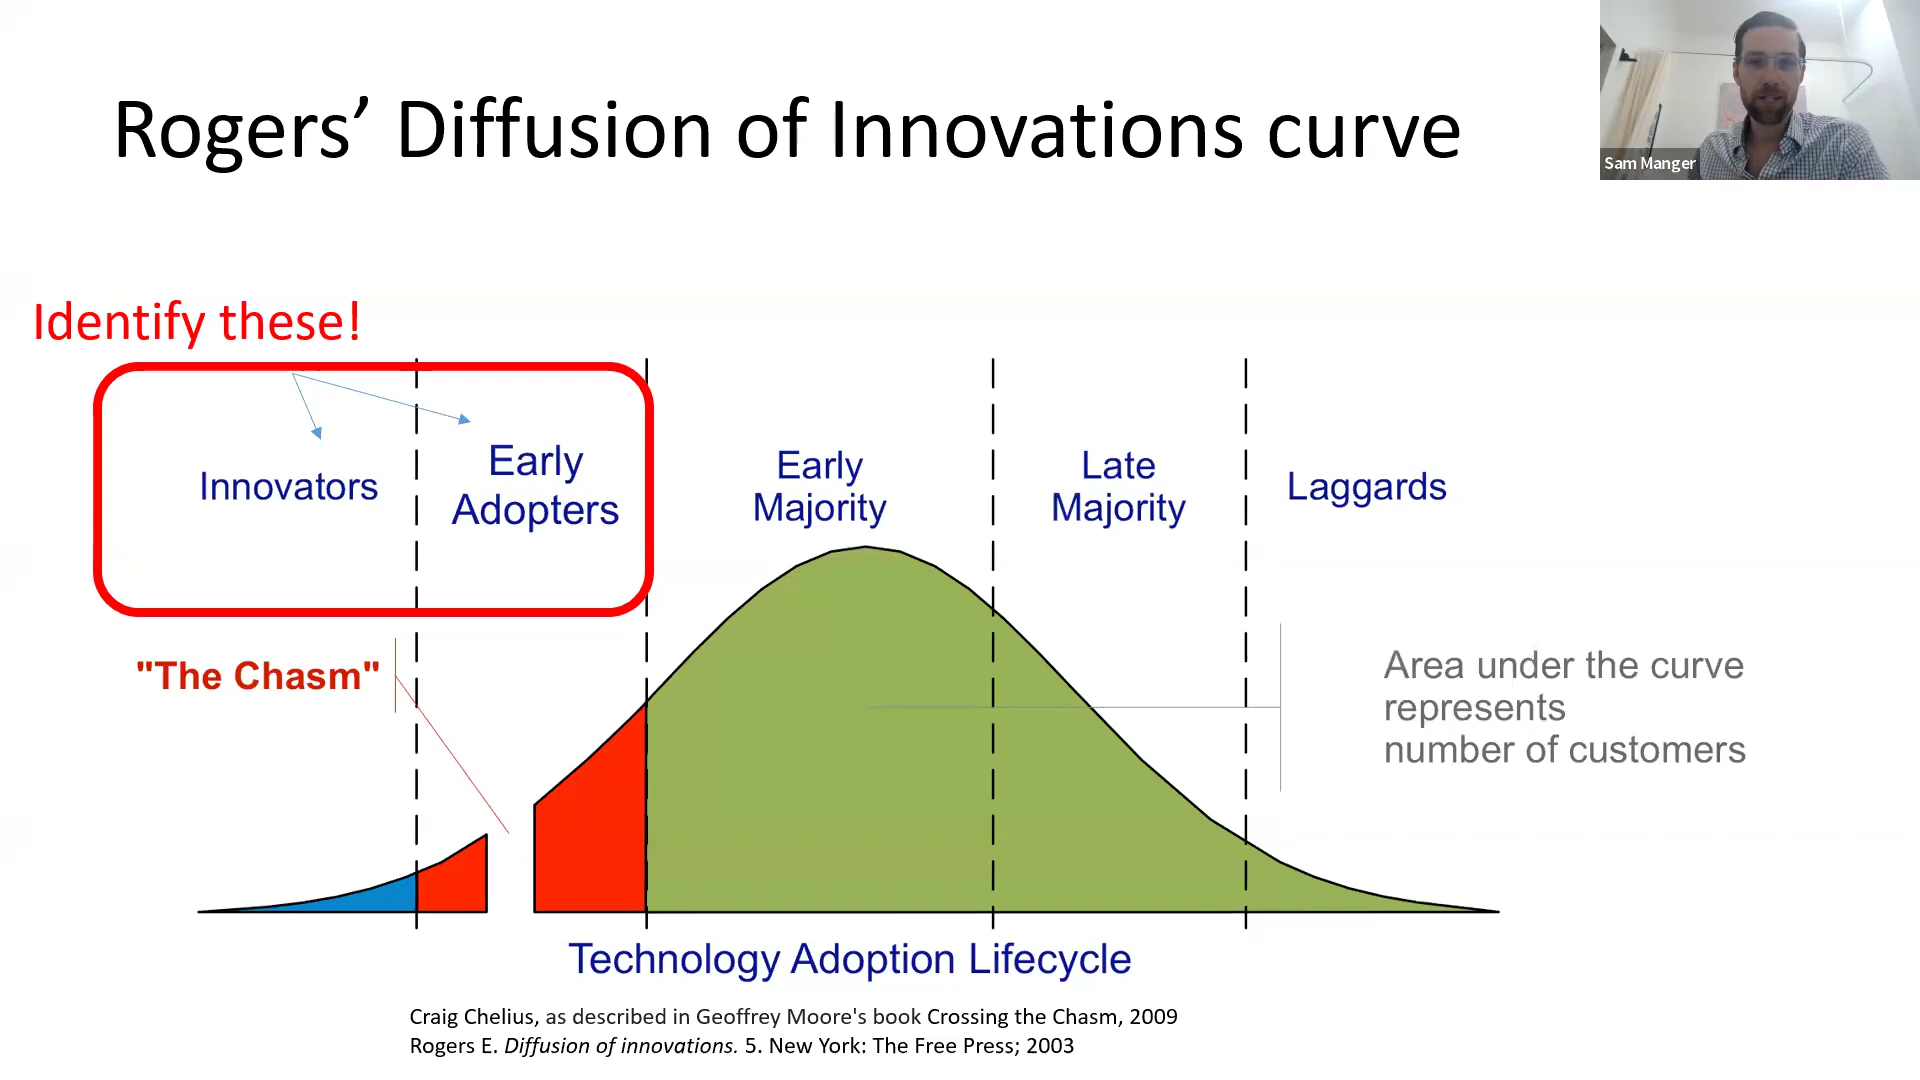 Rogers’ Diffusion of Innovations curve
Sam Manger
Identify these!
Innovators
Early
Adopters
Early
Majority
Late
Majority
Laggards
"The Chasm"
Area under the curve
represents
number of customers
Technology Adoption Lifecycle
Craig Chelius, as described in Geoffrey Moore's book Crossing the Chasm, 2009
Rogers E. Diffusion of innovations. 5. New York: The Free Press; 2003